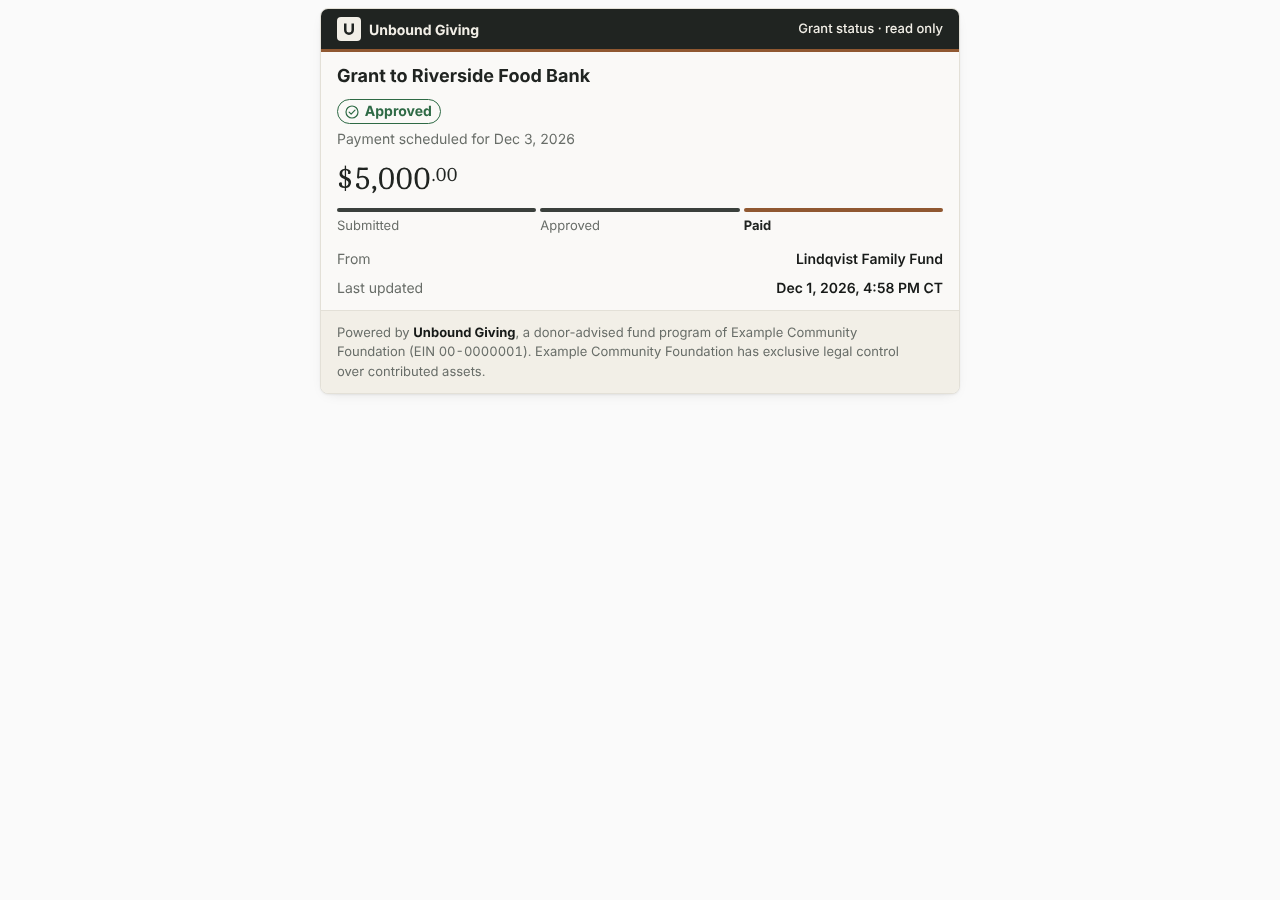 U Unbound Giving
Grant status · read only
Grant to Riverside Food Bank
Approved
Payment scheduled for Dec 3, 2026
$5,000.00
Submitted Approved Paid
From Lindqvist Family Fund
Last updated Dec 1, 2026, 4:58 PM CT
Powered by Unbound Giving, a donor-advised fund program of Example Community
Foundation (EIN 00-0000001). Example Community Foundation has exclusive legal control
over contributed assets.